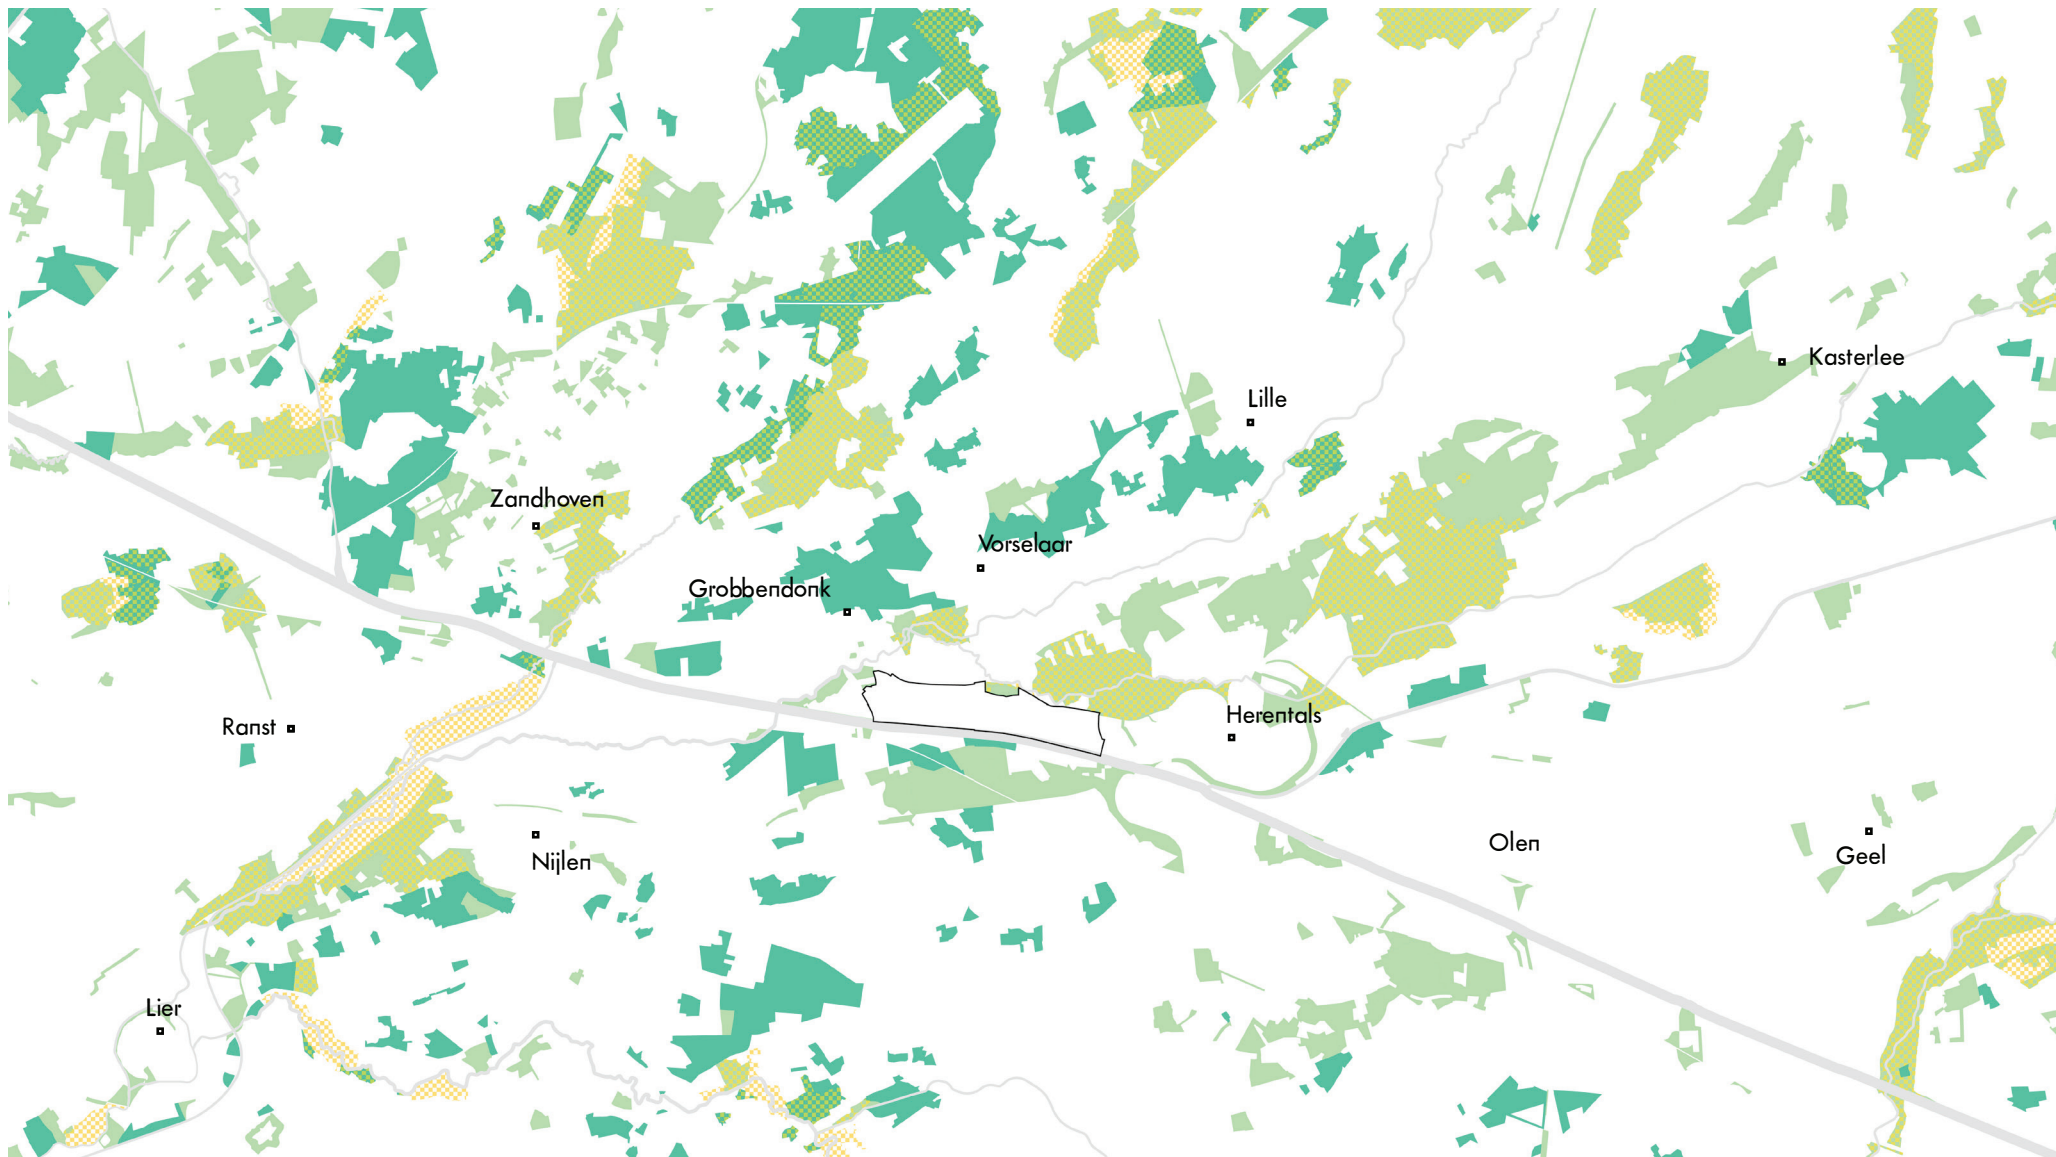 Kasterlee
Lille
Zandhoven
Vorselaar
Grobbendonk
Herentals
Ranst
Olen
Nijlen
Geel
Lier